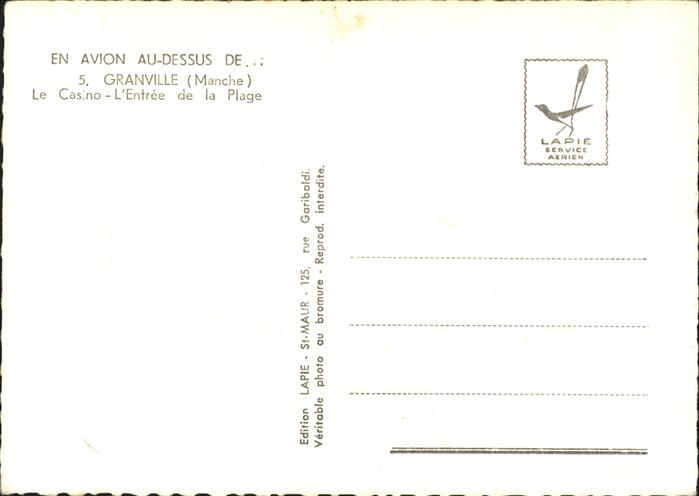 EN AVION AU-DESSUS DE...
5. GRANVILLE (Manche)
Le Casino - L'Entrée de la Plage
LAPIE
SERVICE
AERIEN
Edition LAPIE - St-MAUR - 125, rue Garibaldi.
Véritable photo au bromure - Reprod. interdite.